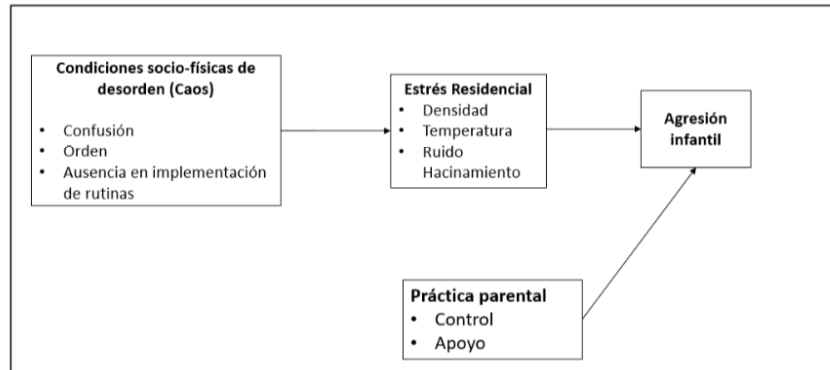 Condiciones socio-físicas de
desorden (Caos)
• Confusión
• Orden
• Ausencia en implementación
de rutinas
Estrés Residencial
• Densidad
• Temperatura
• Ruido
Hacinamiento
Agresión
infantil
Práctica parental
• Control
• Apoyo